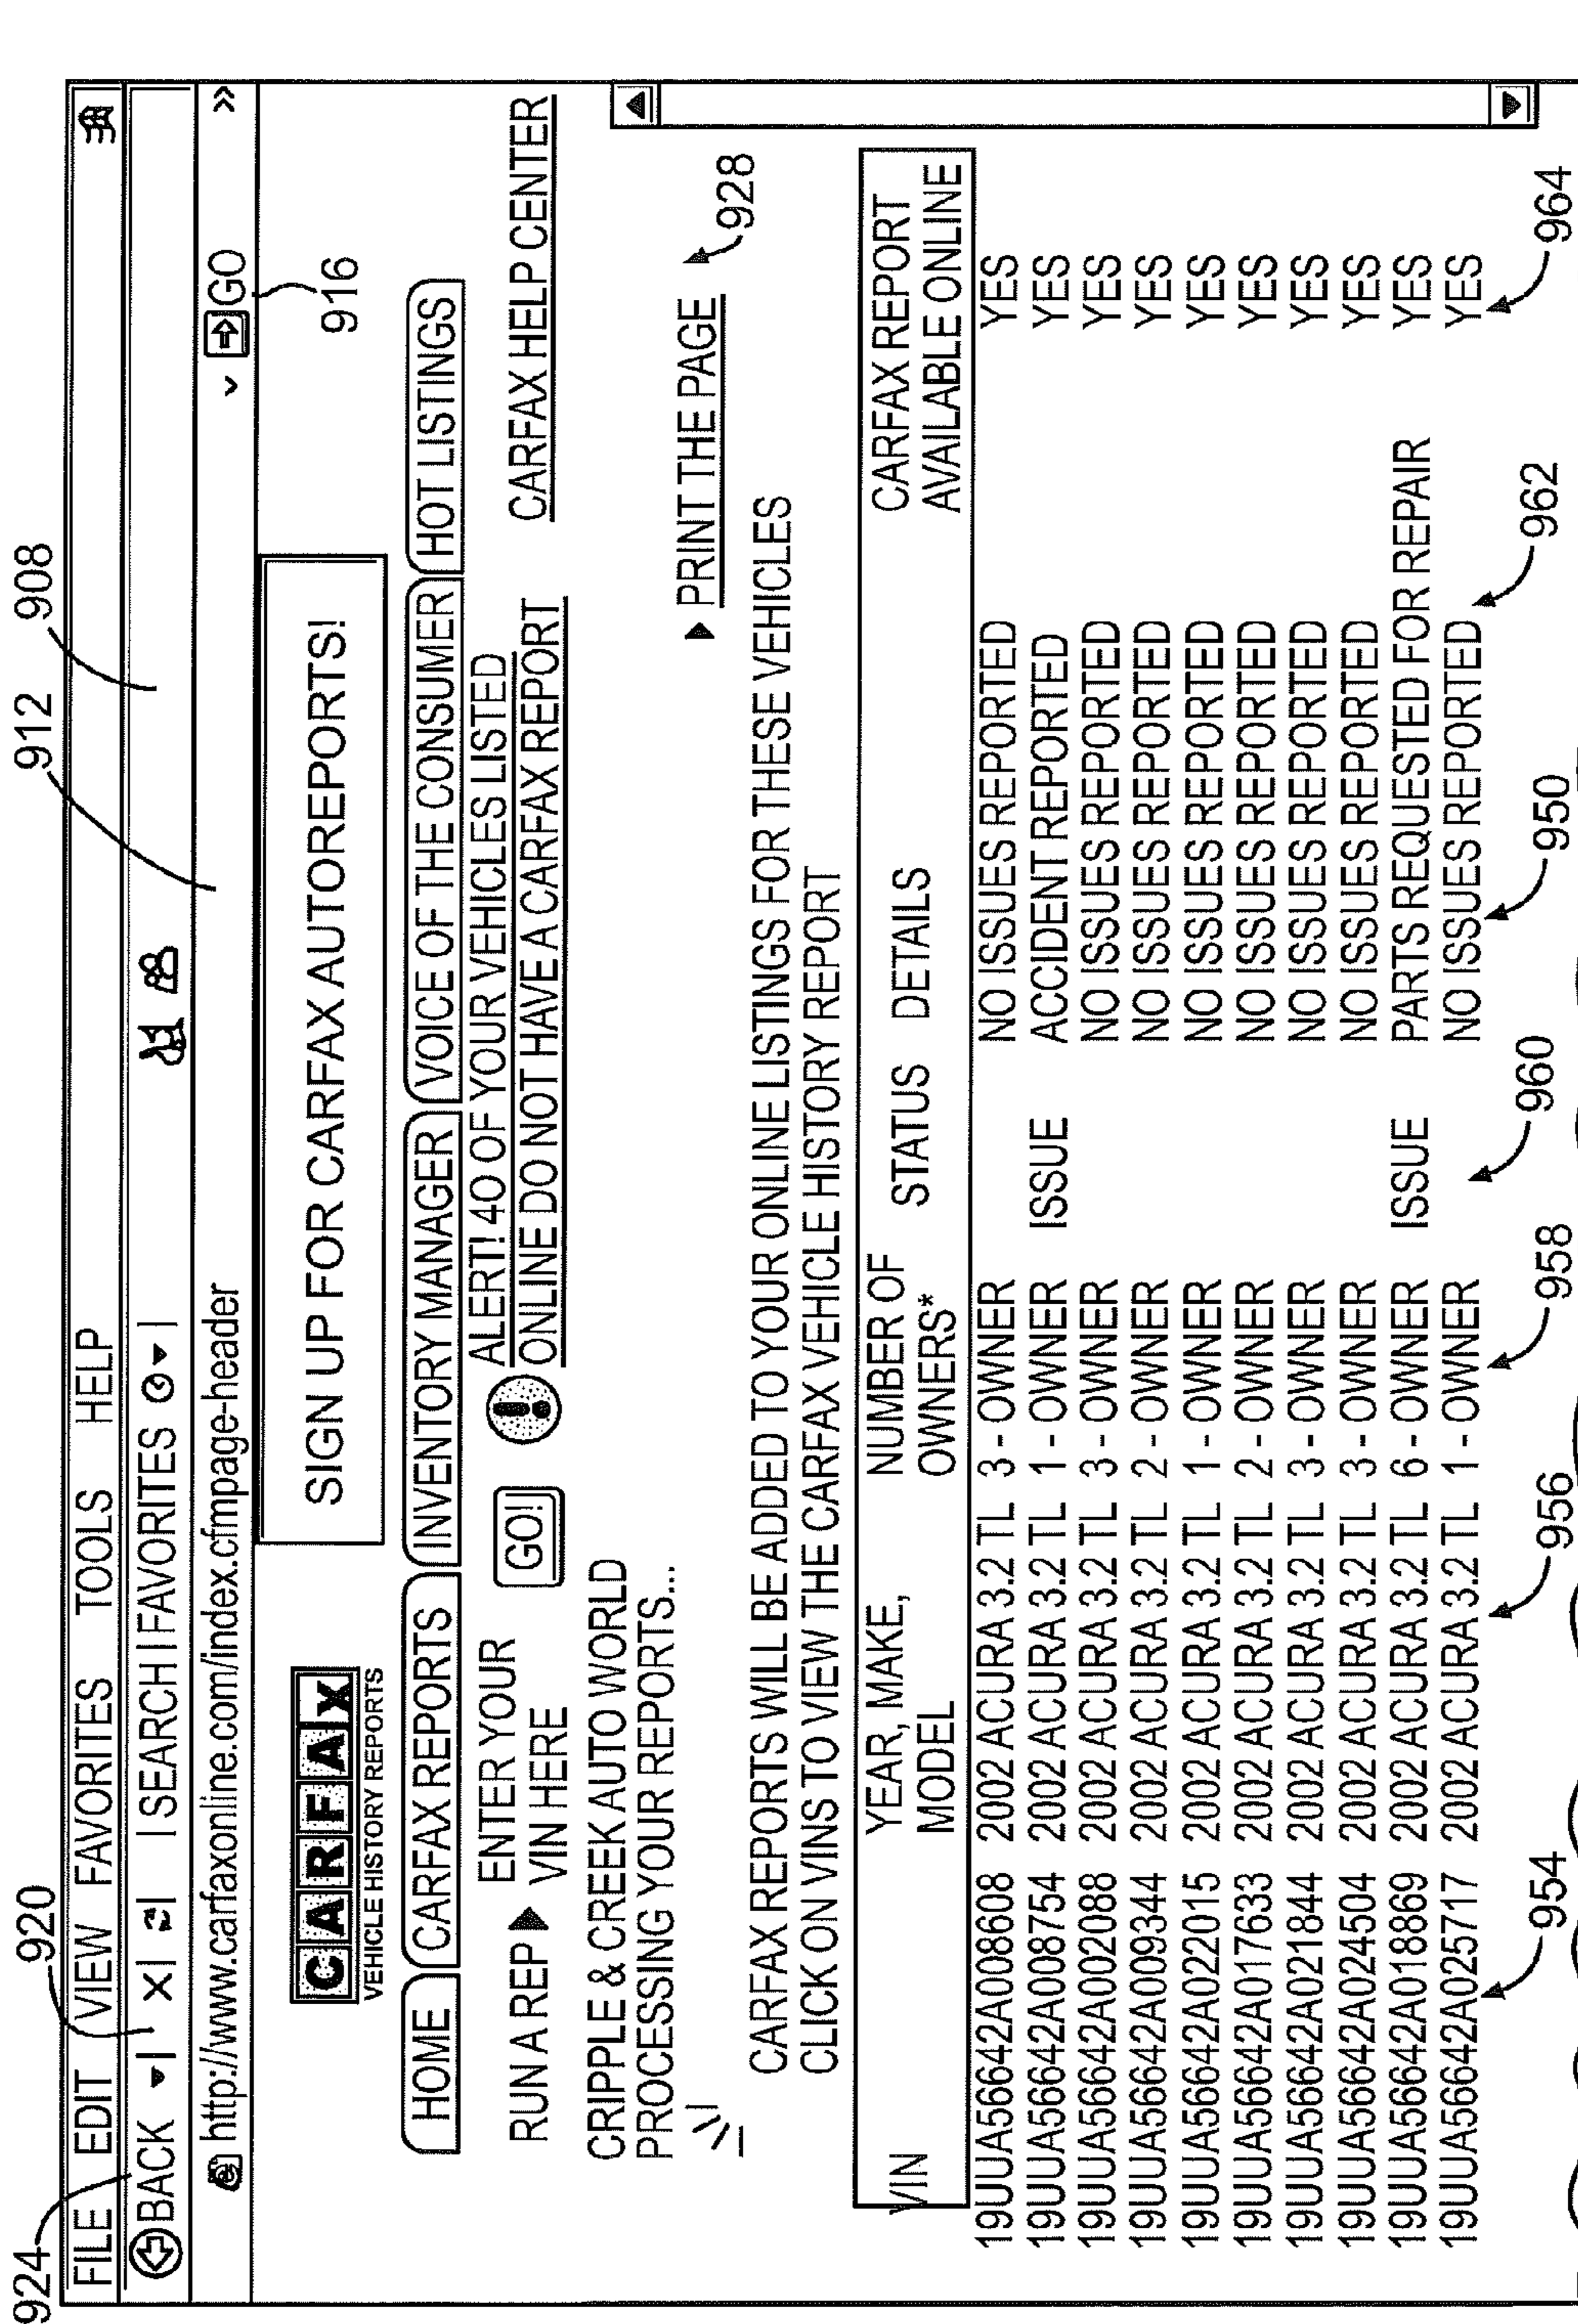 924 920 912 908
FILE EDIT VIEW FAVORITES TOOLS HELP
BACK X SEARCH FAVORITES
http://www.carfaxonline.com/index.cfmpage-header GO »
916
CARFAX
VEHICLE HISTORY REPORTS
SIGN UP FOR CARFAX AUTOREPORTS!
HOME CARFAX REPORTS INVENTORY MANAGER VOICE OF THE CONSUMER HOT LISTINGS
RUN A REP ENTER YOUR VIN HERE GO!
ALERT! 40 OF YOUR VEHICLES LISTED
ONLINE DO NOT HAVE A CARFAX REPORT
CARFAX HELP CENTER
CRIPPLE & CREEK AUTO WORLD
PROCESSING YOUR REPORTS...
PRINT THE PAGE 928
CARFAX REPORTS WILL BE ADDED TO YOUR ONLINE LISTINGS FOR THESE VEHICLES
CLICK ON VINS TO VIEW THE CARFAX VEHICLE HISTORY REPORT
VIN YEAR, MAKE, MODEL NUMBER OF OWNERS* STATUS DETAILS CARFAX REPORT AVAILABLE ONLINE
19UUA56642A008608 2002 ACURA 3.2 TL 3 - OWNER NO ISSUES REPORTED YES
19UUA56642A008754 2002 ACURA 3.2 TL 1 - OWNER ISSUE ACCIDENT REPORTED YES
19UUA56642A002088 2002 ACURA 3.2 TL 3 - OWNER NO ISSUES REPORTED YES
19UUA56642A009344 2002 ACURA 3.2 TL 2 - OWNER NO ISSUES REPORTED YES
19UUA56642A022015 2002 ACURA 3.2 TL 1 - OWNER NO ISSUES REPORTED YES
19UUA56642A017633 2002 ACURA 3.2 TL 2 - OWNER NO ISSUES REPORTED YES
19UUA56642A021844 2002 ACURA 3.2 TL 3 - OWNER NO ISSUES REPORTED YES
19UUA56642A024504 2002 ACURA 3.2 TL 3 - OWNER NO ISSUES REPORTED YES
19UUA56642A018869 2002 ACURA 3.2 TL 6 - OWNER ISSUE PARTS REQUESTED FOR REPAIR YES
19UUA56642A025717 2002 ACURA 3.2 TL 1 - OWNER NO ISSUES REPORTED YES
954 956 958 960 950 962 964